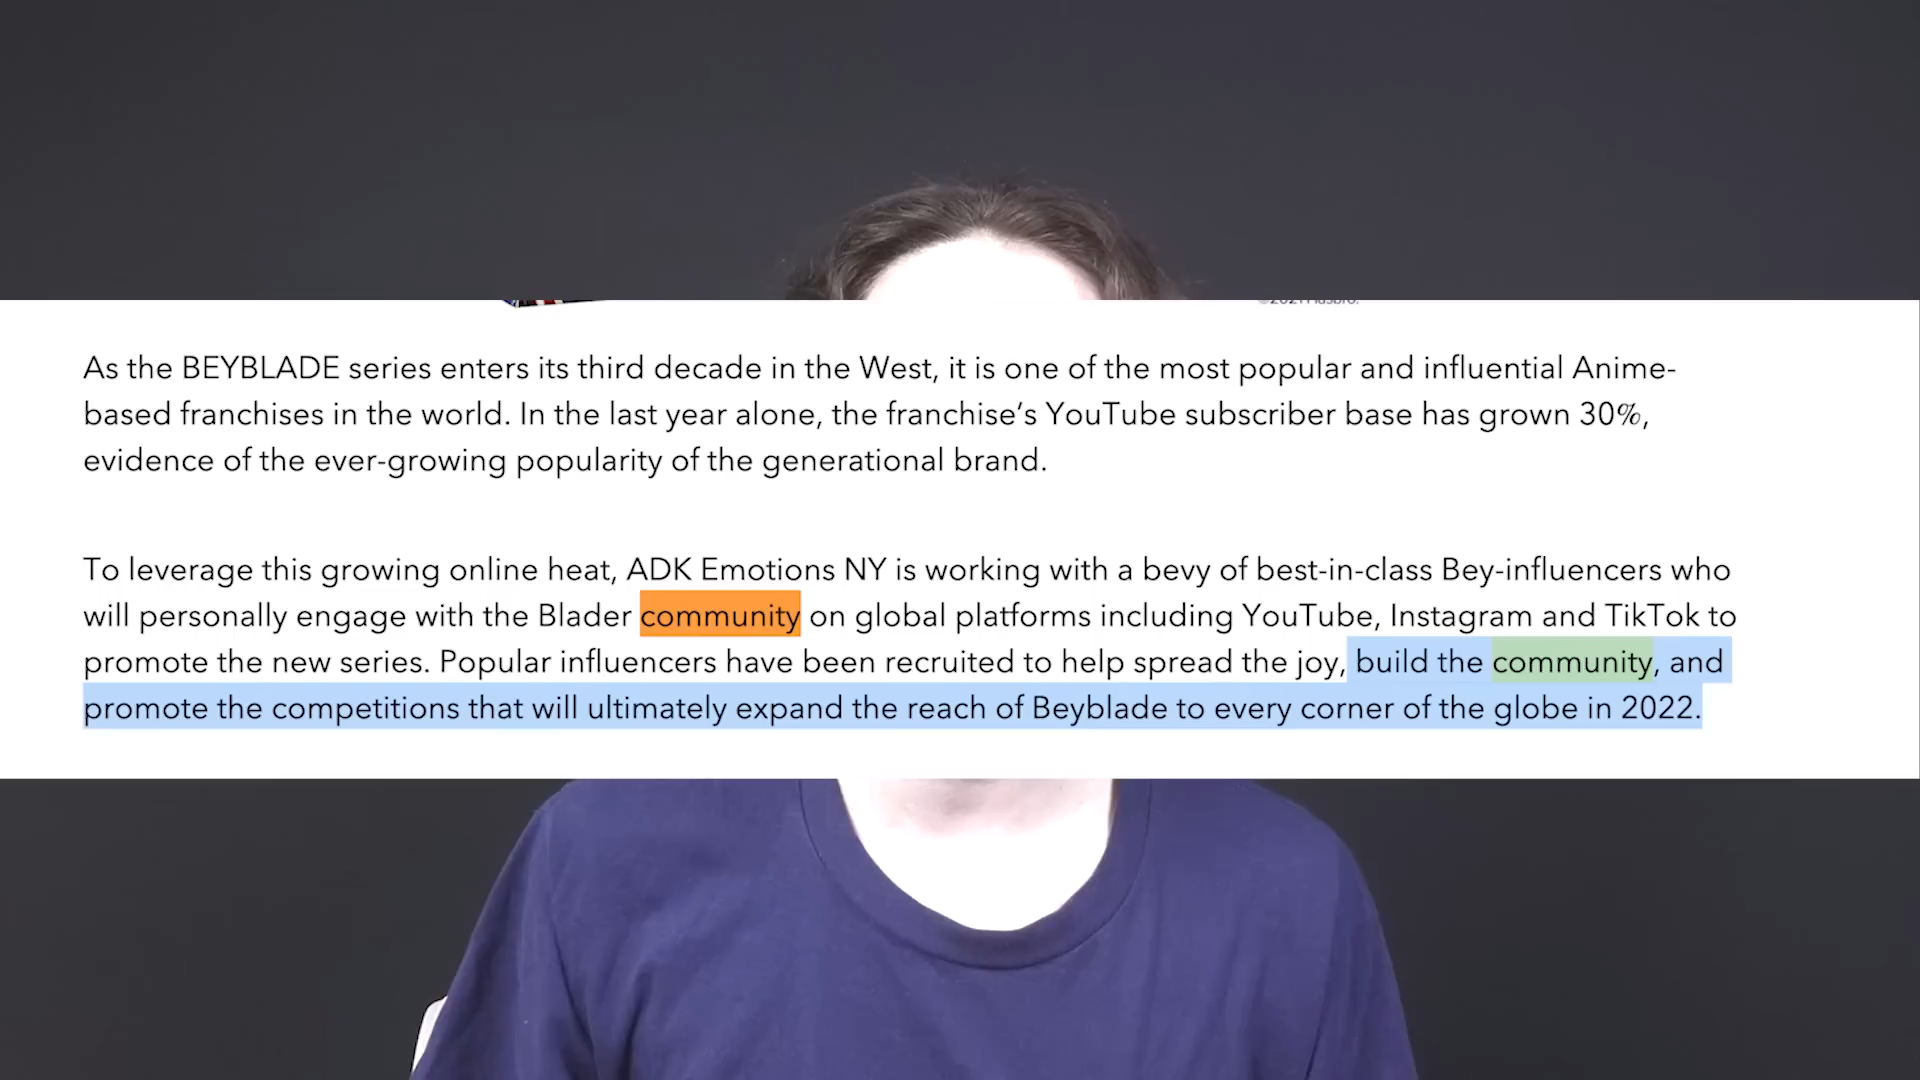 ©2021 Hasbro.
As the BEYBLADE series enters its third decade in the West, it is one of the most popular and influential Anime-
based franchises in the world. In the last year alone, the franchise’s YouTube subscriber base has grown 30%,
evidence of the ever-growing popularity of the generational brand.
To leverage this growing online heat, ADK Emotions NY is working with a bevy of best-in-class Bey-influencers who
will personally engage with the Blader community on global platforms including YouTube, Instagram and TikTok to
promote the new series. Popular influencers have been recruited to help spread the joy, build the community, and
promote the competitions that will ultimately expand the reach of Beyblade to every corner of the globe in 2022.